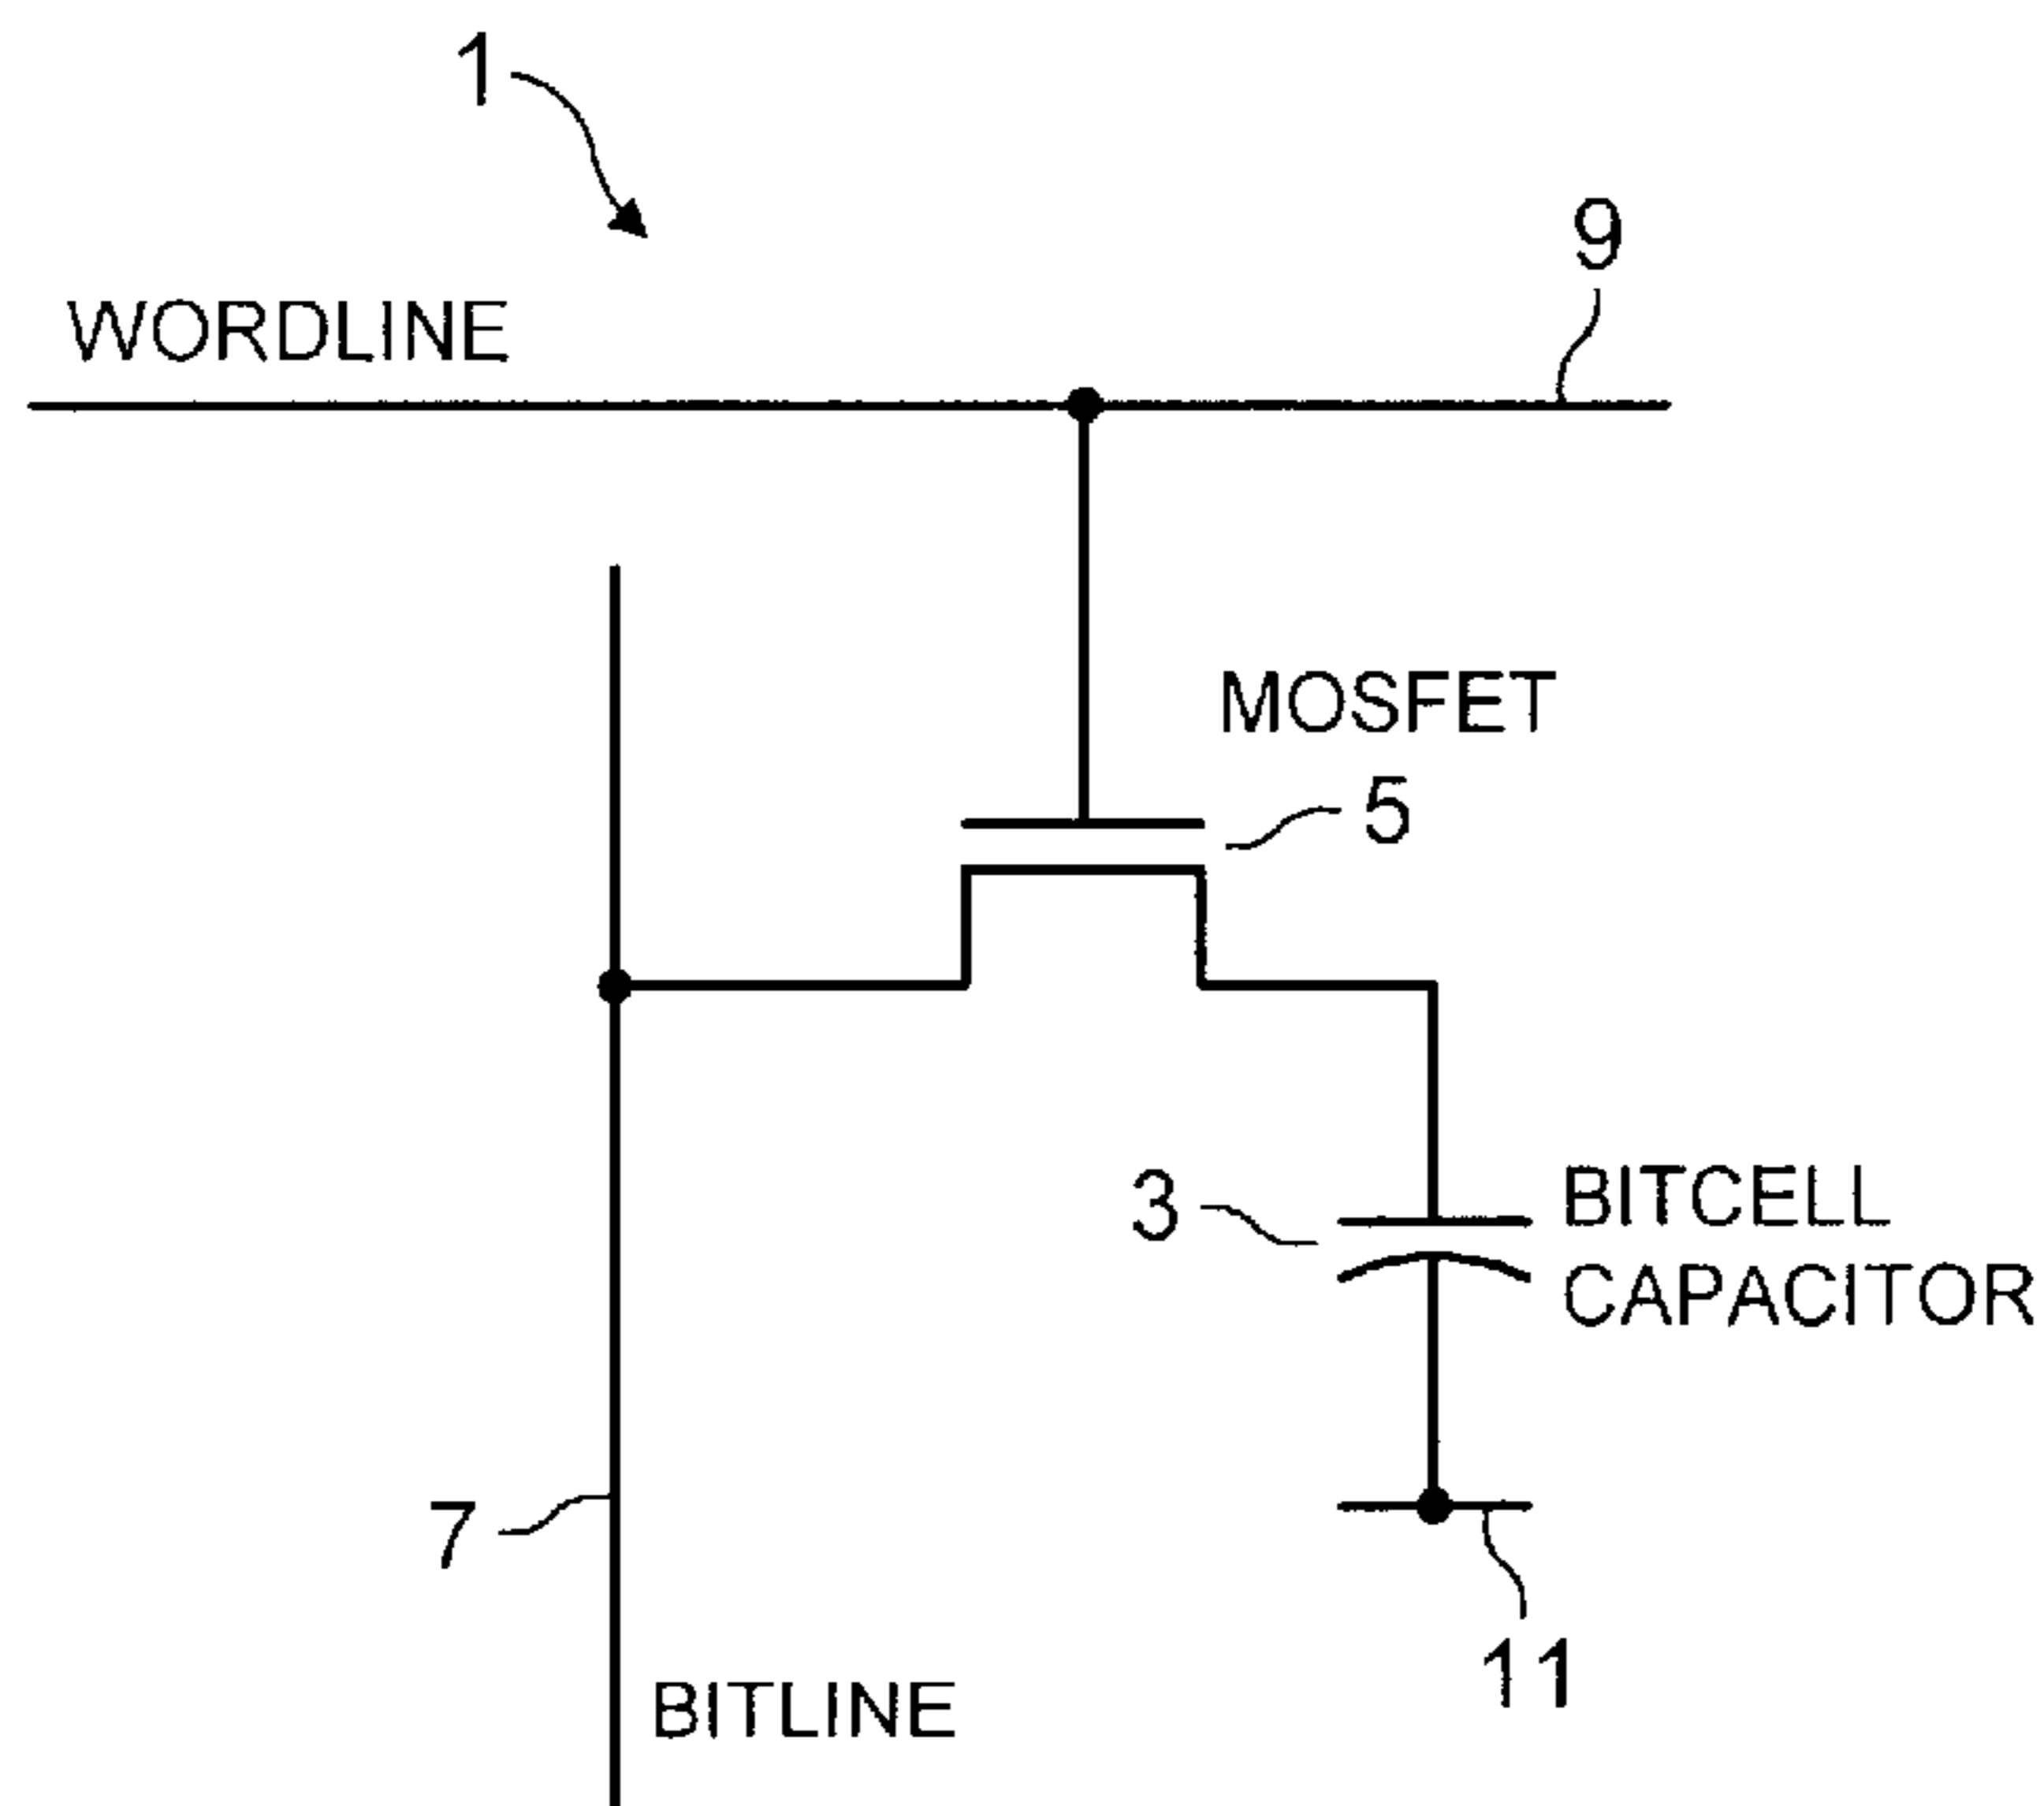 1
9
WORDLINE
MOSFET
5
3
BITCELL
CAPACITOR
7
11
BITLINE